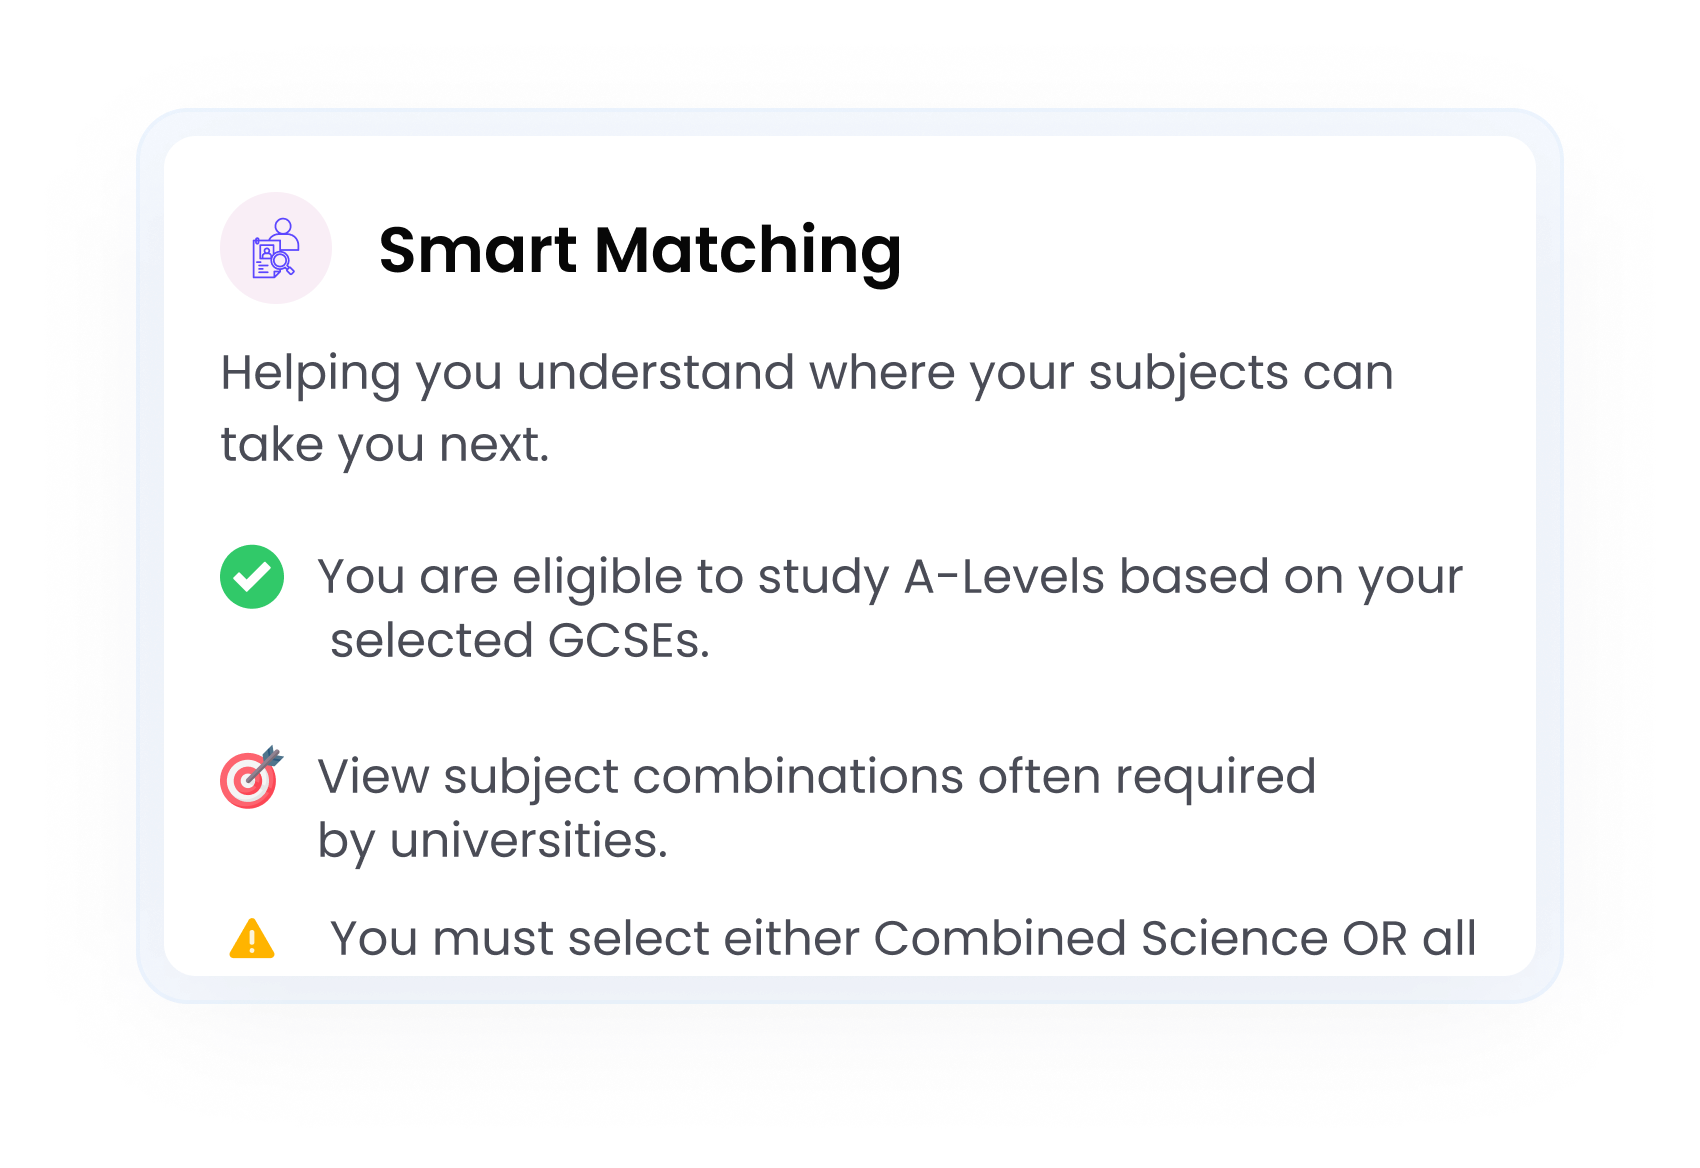 Smart Matching
Helping you understand where your subjects can
take you next.
You are eligible to study A-Levels based on your
selected GCSEs.
View subject combinations often required
by universities.
You must select either Combined Science OR all